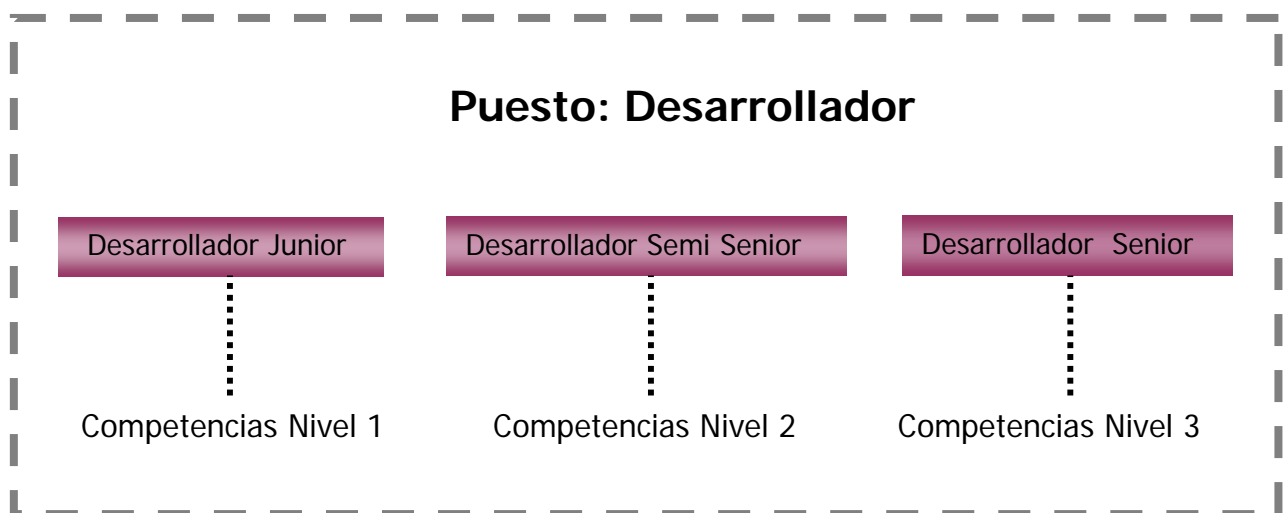 Puesto: Desarrollador
Desarrollador Junior
Desarrollador Semi Senior
Desarrollador Senior
Competencias Nivel 1
Competencias Nivel 2
Competencias Nivel 3